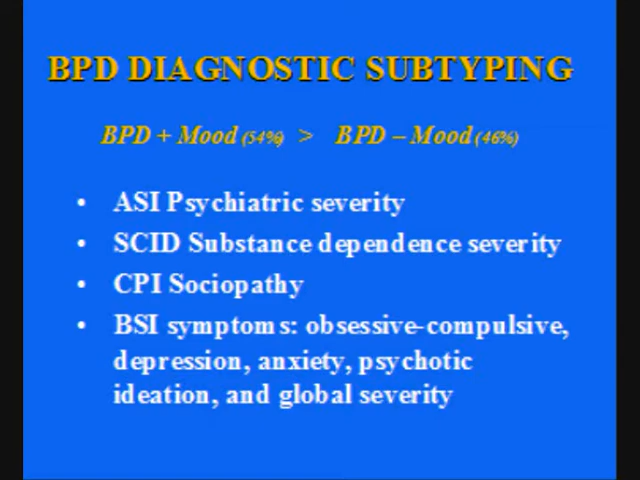 BPD DIAGNOSTIC SUBTYPING
BPD + Mood (54%) > BPD – Mood (46%)
• ASI Psychiatric severity
• SCID Substance dependence severity
• CPI Sociopathy
• BSI symptoms: obsessive-compulsive,
depression, anxiety, psychotic
ideation, and global severity